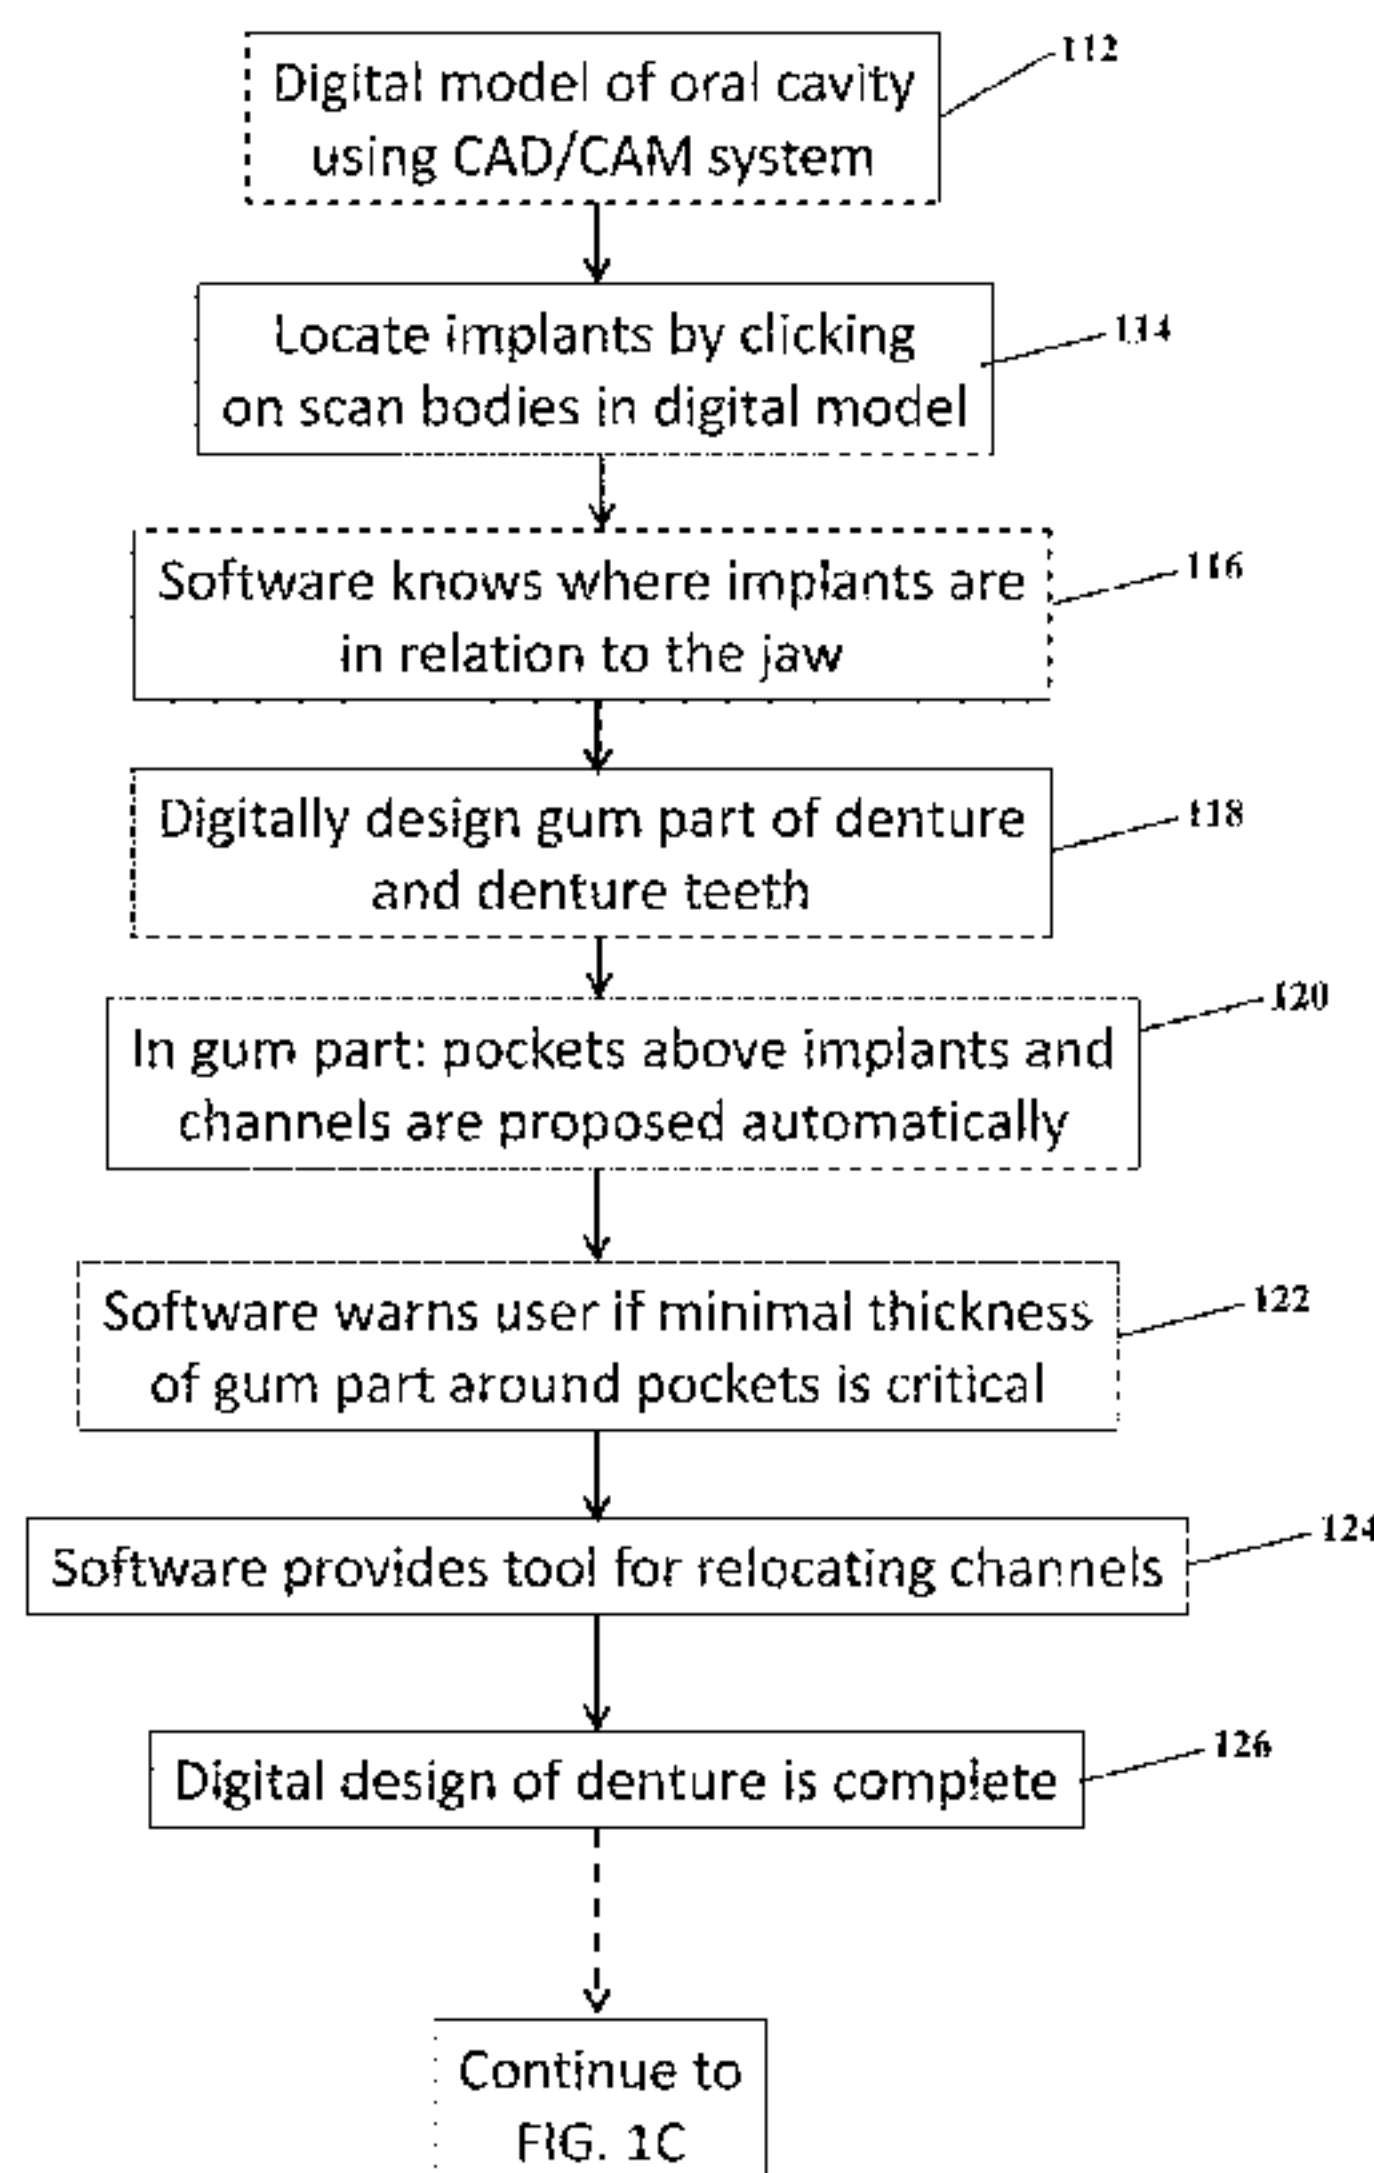 Digital model of oral cavity
using CAD/CAM system
112
Locate implants by clicking
on scan bodies in digital model
114
Software knows where implants are
in relation to the jaw
116
Digitally design gum part of denture
and denture teeth
118
In gum part: pockets above implants and
channels are proposed automatically
120
Software warns user if minimal thickness
of gum part around pockets is critical
122
Software provides tool for relocating channels
124
Digital design of denture is complete
126
Continue to
FIG. 1C